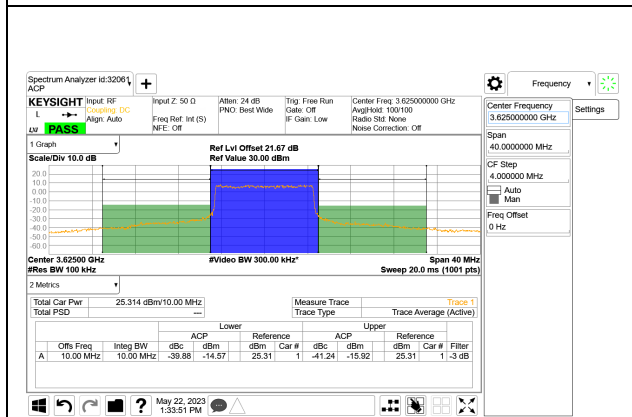 Spectrum Analyzer id:32061
ACP
Frequency
KEYSIGHT
L
LXI PASS
Input: RF
Coupling: DC
Align: Auto
Input Z: 50 Ω
Freq Ref: Int (S)
NFE: Off
Atten: 24 dB
PNO: Best Wide
Trig: Free Run
Gate: Off
IF Gain: Low
Center Freq: 3.625000000 GHz
Avg|Hold: 100/100
Radio Std: None
Noise Correction: Off
Center Frequency
3.625000000 GHz
Settings
Span
40.0000000 MHz
CF Step
4.000000 MHz
Auto
Man
Freq Offset
0 Hz
1 Graph
Scale/Div 10.0 dB
Ref Lvl Offset 21.67 dB
Ref Value 30.00 dBm
20.0
10.0
0.00
-10.0
-20.0
-30.0
-40.0
-50.0
-60.0
Center 3.62500 GHz
#Video BW 300.00 kHz*
Span 40 MHz
#Res BW 100 kHz
Sweep 20.0 ms (1001 pts)
2 Metrics
Total Car Pwr 25.314 dBm/10.00 MHz
Total PSD ---
Measure Trace Trace 1
Trace Type Trace Average (Active)
Lower Upper
ACP Reference ACP Reference
Offs Freq Integ BW dBc dBm dBm Car # dBc dBm dBm Car # Filter
A 10.00 MHz 10.00 MHz -39.88 -14.57 25.31 1 -41.24 -15.92 25.31 1 -3 dB
May 22, 2023
1:33:51 PM